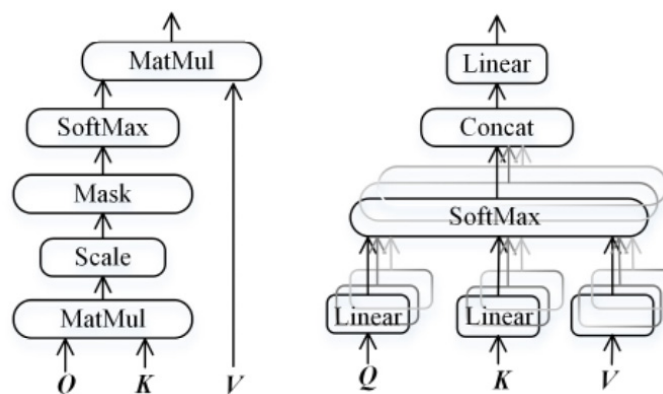 MatMul
SoftMax
Mask
Scale
MatMul
Q K V
Linear
Concat
SoftMax
Linear Linear
Q K V